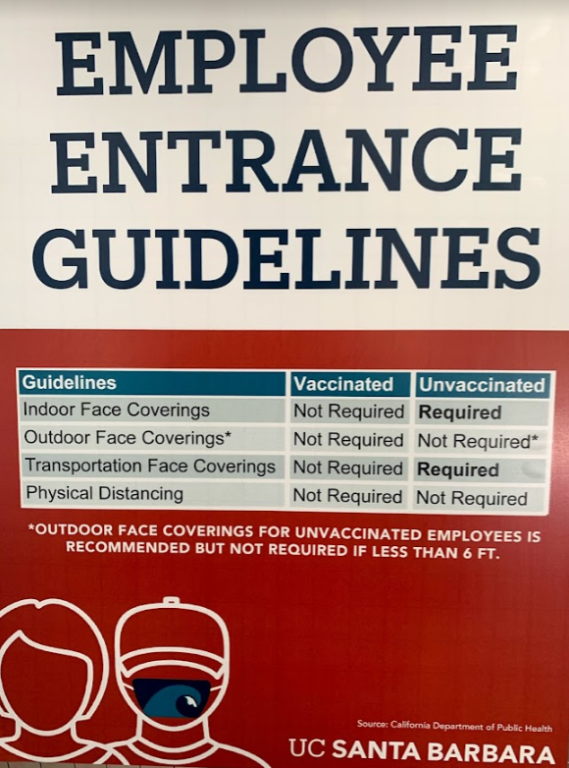 EMPLOYEE
ENTRANCE
GUIDELINES
Guidelines Vaccinated Unvaccinated
Indoor Face Coverings Not Required Required
Outdoor Face Coverings* Not Required Not Required*
Transportation Face Coverings Not Required Required
Physical Distancing Not Required Not Required
*OUTDOOR FACE COVERINGS FOR UNVACCINATED EMPLOYEES IS
RECOMMENDED BUT NOT REQUIRED IF LESS THAN 6 FT.
Source: California Department of Public Health
UC SANTA BARBARA